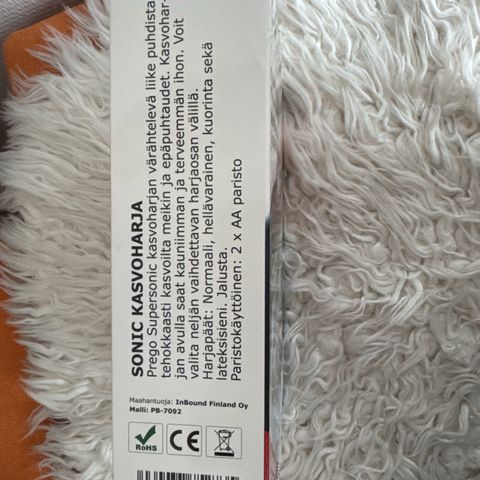 SONIC KASVOHARJA
Prego Supersonic kasvoharjan värähtelevä liike puhdista
tehokkaasti kasvoilta meikin ja epäpuhtaudet. Kasvohar-
jan avulla saat kauniimman ja terveemmän ihon. Voit
valita neljän vaihdettavan harjaosan välillä.
Harjapäät: Normaali, hellävarainen, kuorinta sekä
lateksisieni. Jalusta.
Paristokäyttöinen: 2 x AA paristo
Maahantuoja: InBound Finland Oy
Malli: PB-7092
RoHS
CE